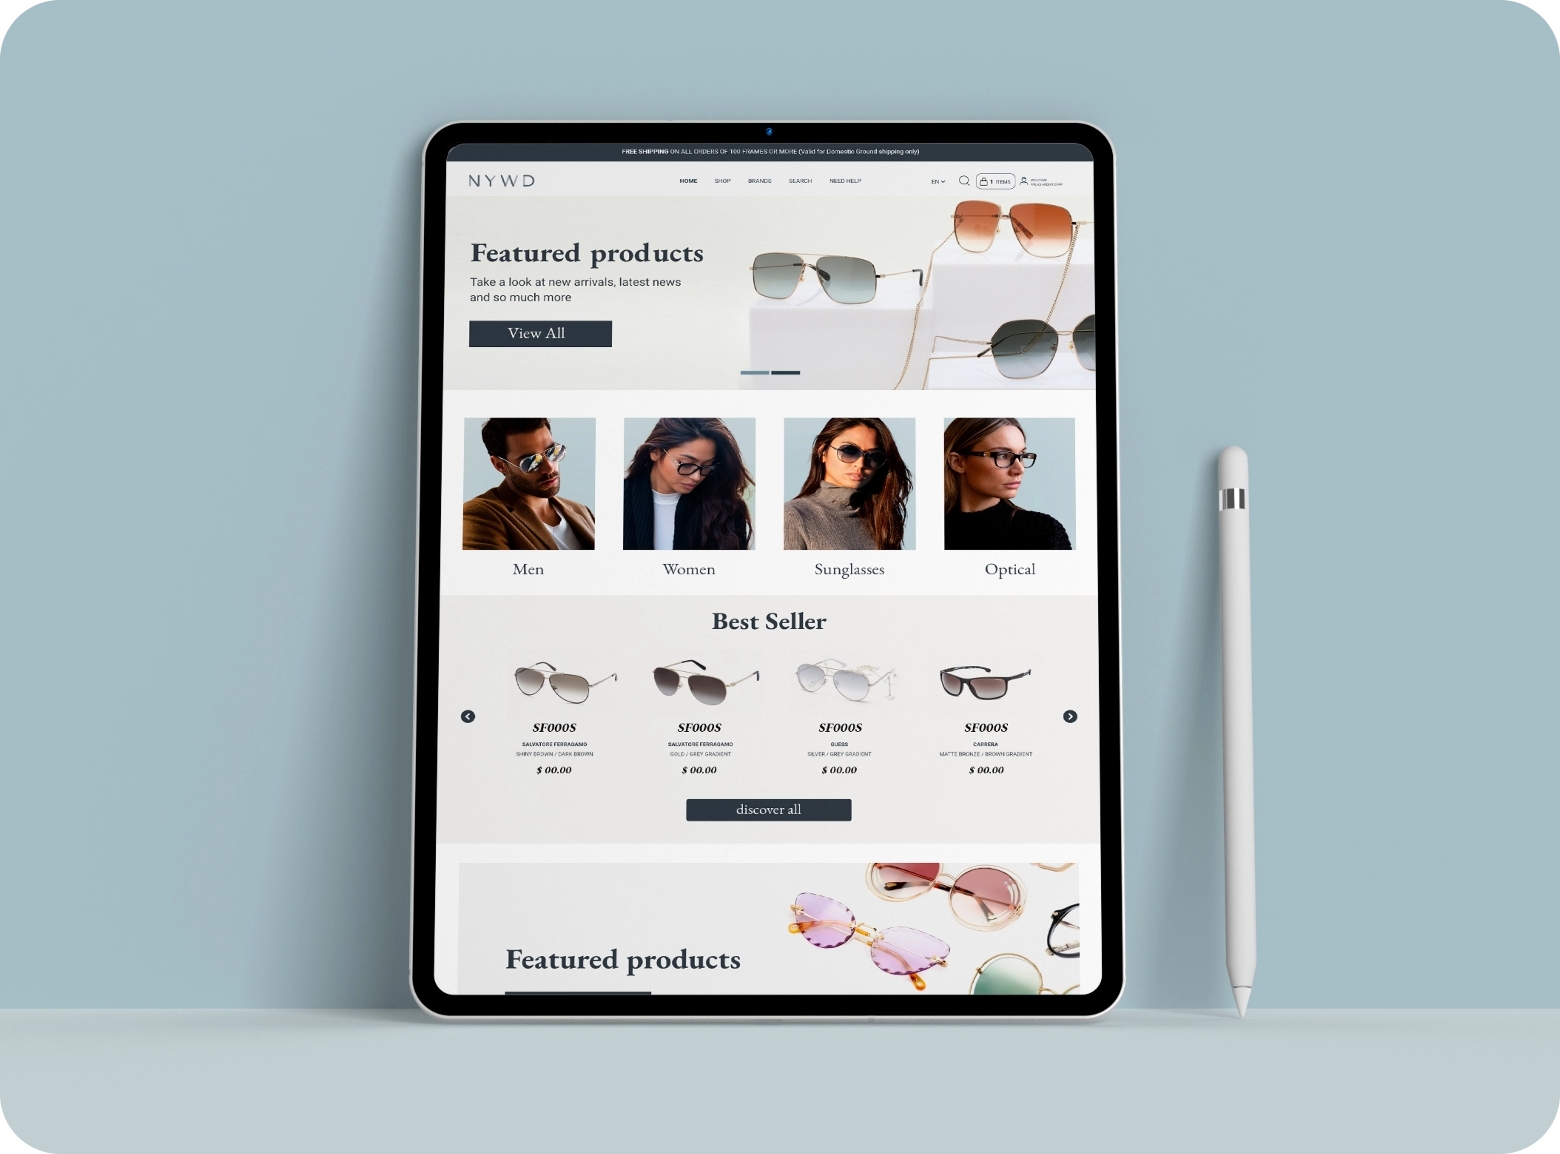 FREE SHIPPING ON ALL ORDERS OF 100 FRAMES OR MORE (Valid for Domestic Ground shipping only)
NYWD
HOME SHOP BRANDS SEARCH NEED HELP
EN
1 ITEMS
WELCOME
Featured products
Take a look at new arrivals, latest news
and so much more
View All
Men Women Sunglasses Optical
Best Seller
SF000S SF000S SF000S SF000S
SALVATORE FERRAGAMO SALVATORE FERRAGAMO GUESS CARRERA
SHINY BROWN / DARK BROWN GOLD / GREY GRADIENT SILVER / GREY GRADIENT MATTE BRONZE / BROWN GRADIENT
$ 00.00 $ 00.00 $ 00.00 $ 00.00
discover all
Featured products